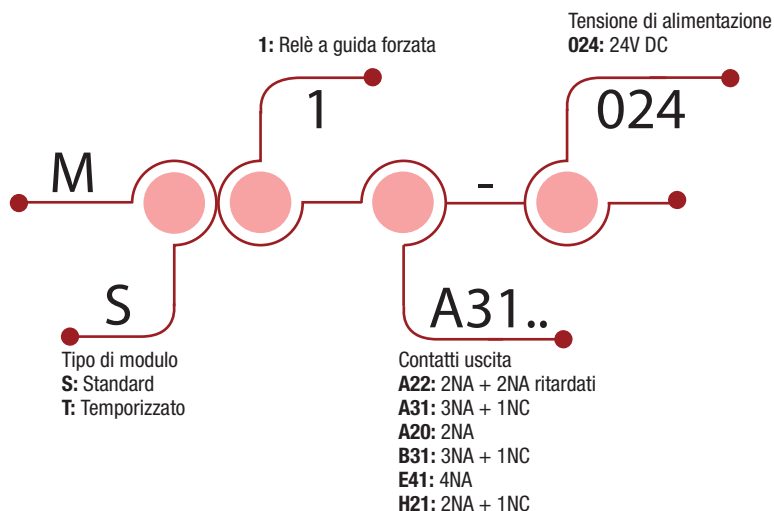 Tensione di alimentazione
024: 24V DC
1: Relè a guida forzata
1
024
M
-
S
A31..
Tipo di modulo
S: Standard
T: Temporizzato
Contatti uscita
A22: 2NA + 2NA ritardati
A31: 3NA + 1NC
A20: 2NA
B31: 3NA + 1NC
E41: 4NA
H21: 2NA + 1NC